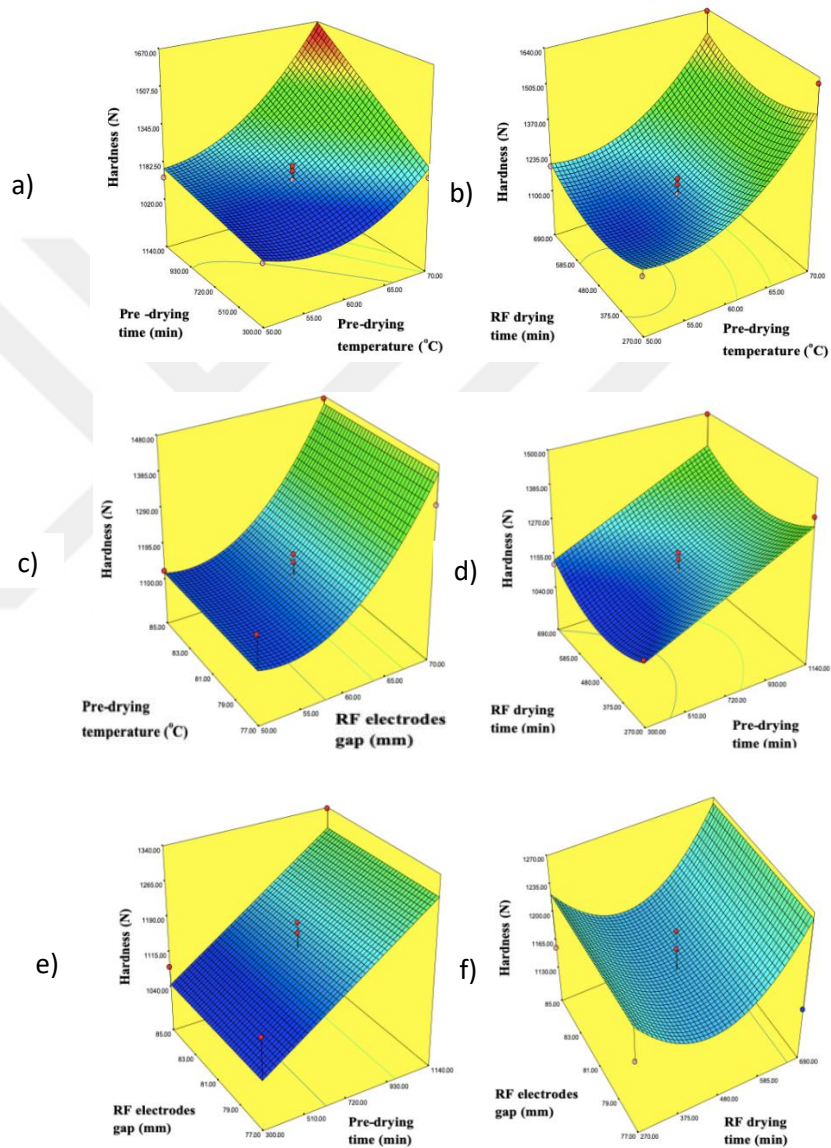 a)
Hardness (N)
1670.00
1507.50
1345.00
1182.50
1020.00
1140.00
930.00
720.00
510.00
300.00
50.00
55.00
60.00
65.00
70.00
Pre -drying
time (min)
Pre-drying
temperature (°C)
b)
Hardness (N)
1640.00
1505.00
1370.00
1235.00
1100.00
690.00
585.00
480.00
375.00
270.00
50.00
55.00
60.00
65.00
70.00
RF drying
time (min)
Pre-drying
temperature (°C)
c)
Hardness (N)
1480.00
1385.00
1290.00
1195.00
1100.00
85.00
83.00
81.00
79.00
77.00
50.00
55.00
60.00
65.00
70.00
Pre-drying
temperature (°C)
RF electrodes
gap (mm)
d)
Hardness (N)
1500.00
1385.00
1270.00
1155.00
1040.00
690.00
585.00
480.00
375.00
270.00
300.00
510.00
720.00
930.00
1140.00
RF drying
time (min)
Pre-drying
time (min)
e)
Hardness (N)
1340.00
1265.00
1190.00
1115.00
1040.00
85.00
83.00
81.00
79.00
77.00
300.00
510.00
720.00
930.00
1140.00
RF electrodes
gap (mm)
Pre-drying
time (min)
f)
Hardness (N)
1270.00
1235.00
1200.00
1165.00
1130.00
85.00
83.00
81.00
79.00
77.00
270.00
375.00
480.00
585.00
690.00
RF electrodes
gap (mm)
RF drying
time (min)